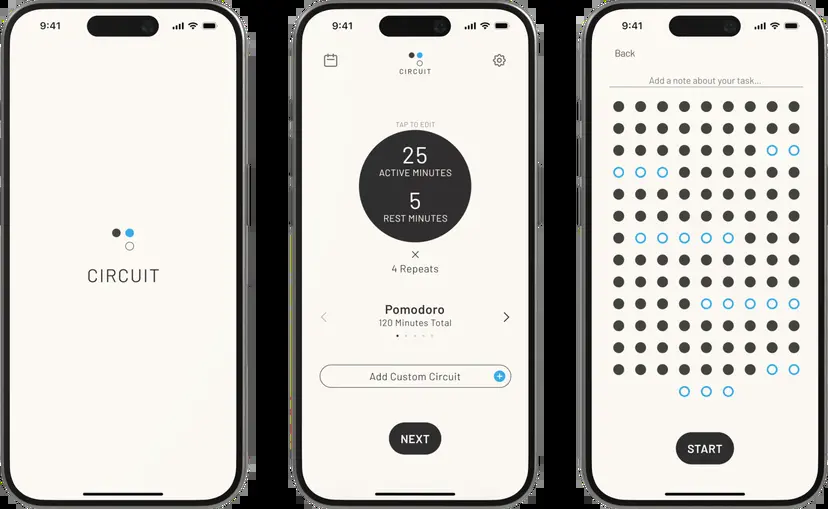 9:41
CIRCUIT
9:41
CIRCUIT
TAP TO EDIT
25
ACTIVE MINUTES
5
REST MINUTES
×
4 Repeats
Pomodoro
120 Minutes Total
Add Custom Circuit
NEXT
9:41
Back
Add a note about your task...
START